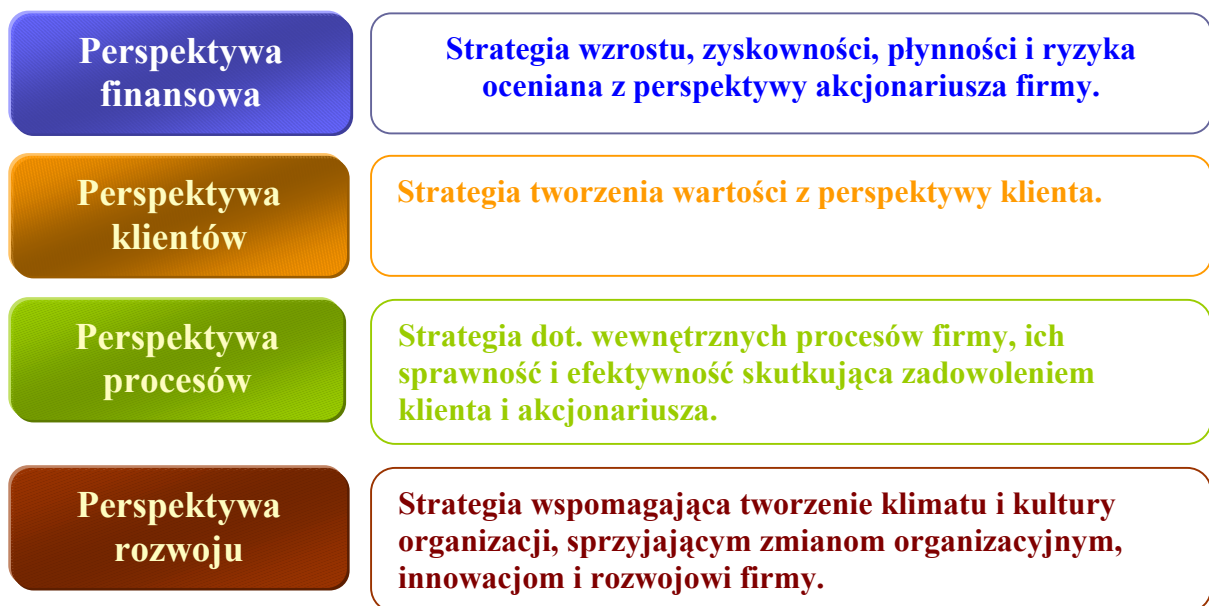 Perspektywa
finansowa
Strategia wzrostu, zyskowności, płynności i ryzyka
oceniana z perspektywy akcjonariusza firmy.
Perspektywa
klientów
Strategia tworzenia wartości z perspektywy klienta.
Perspektywa
procesów
Strategia dot. wewnętrznych procesów firmy, ich
sprawność i efektywność skutkująca zadowoleniem
klienta i akcjonariusza.
Perspektywa
rozwoju
Strategia wspomagająca tworzenie klimatu i kultury
organizacji, sprzyjającym zmianom organizacyjnym,
innowacjom i rozwojowi firmy.